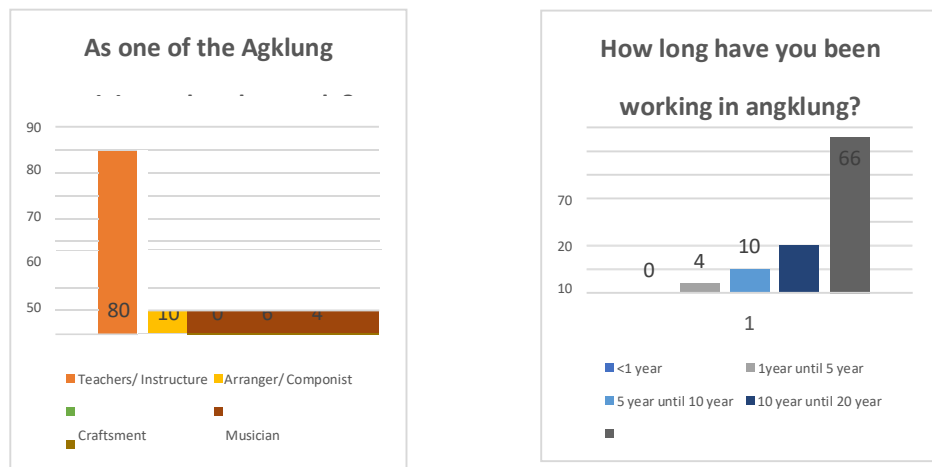 As one of the Agklung
90
80
70
60
50
80 10 0 6 4
Teachers/ Instructure Arranger/ Componist
Craftsment Musician
How long have you been
working in angklung?
70
20
10
0 4 10 66
1
<1 year 1year until 5 year
5 year until 10 year 10 year until 20 year